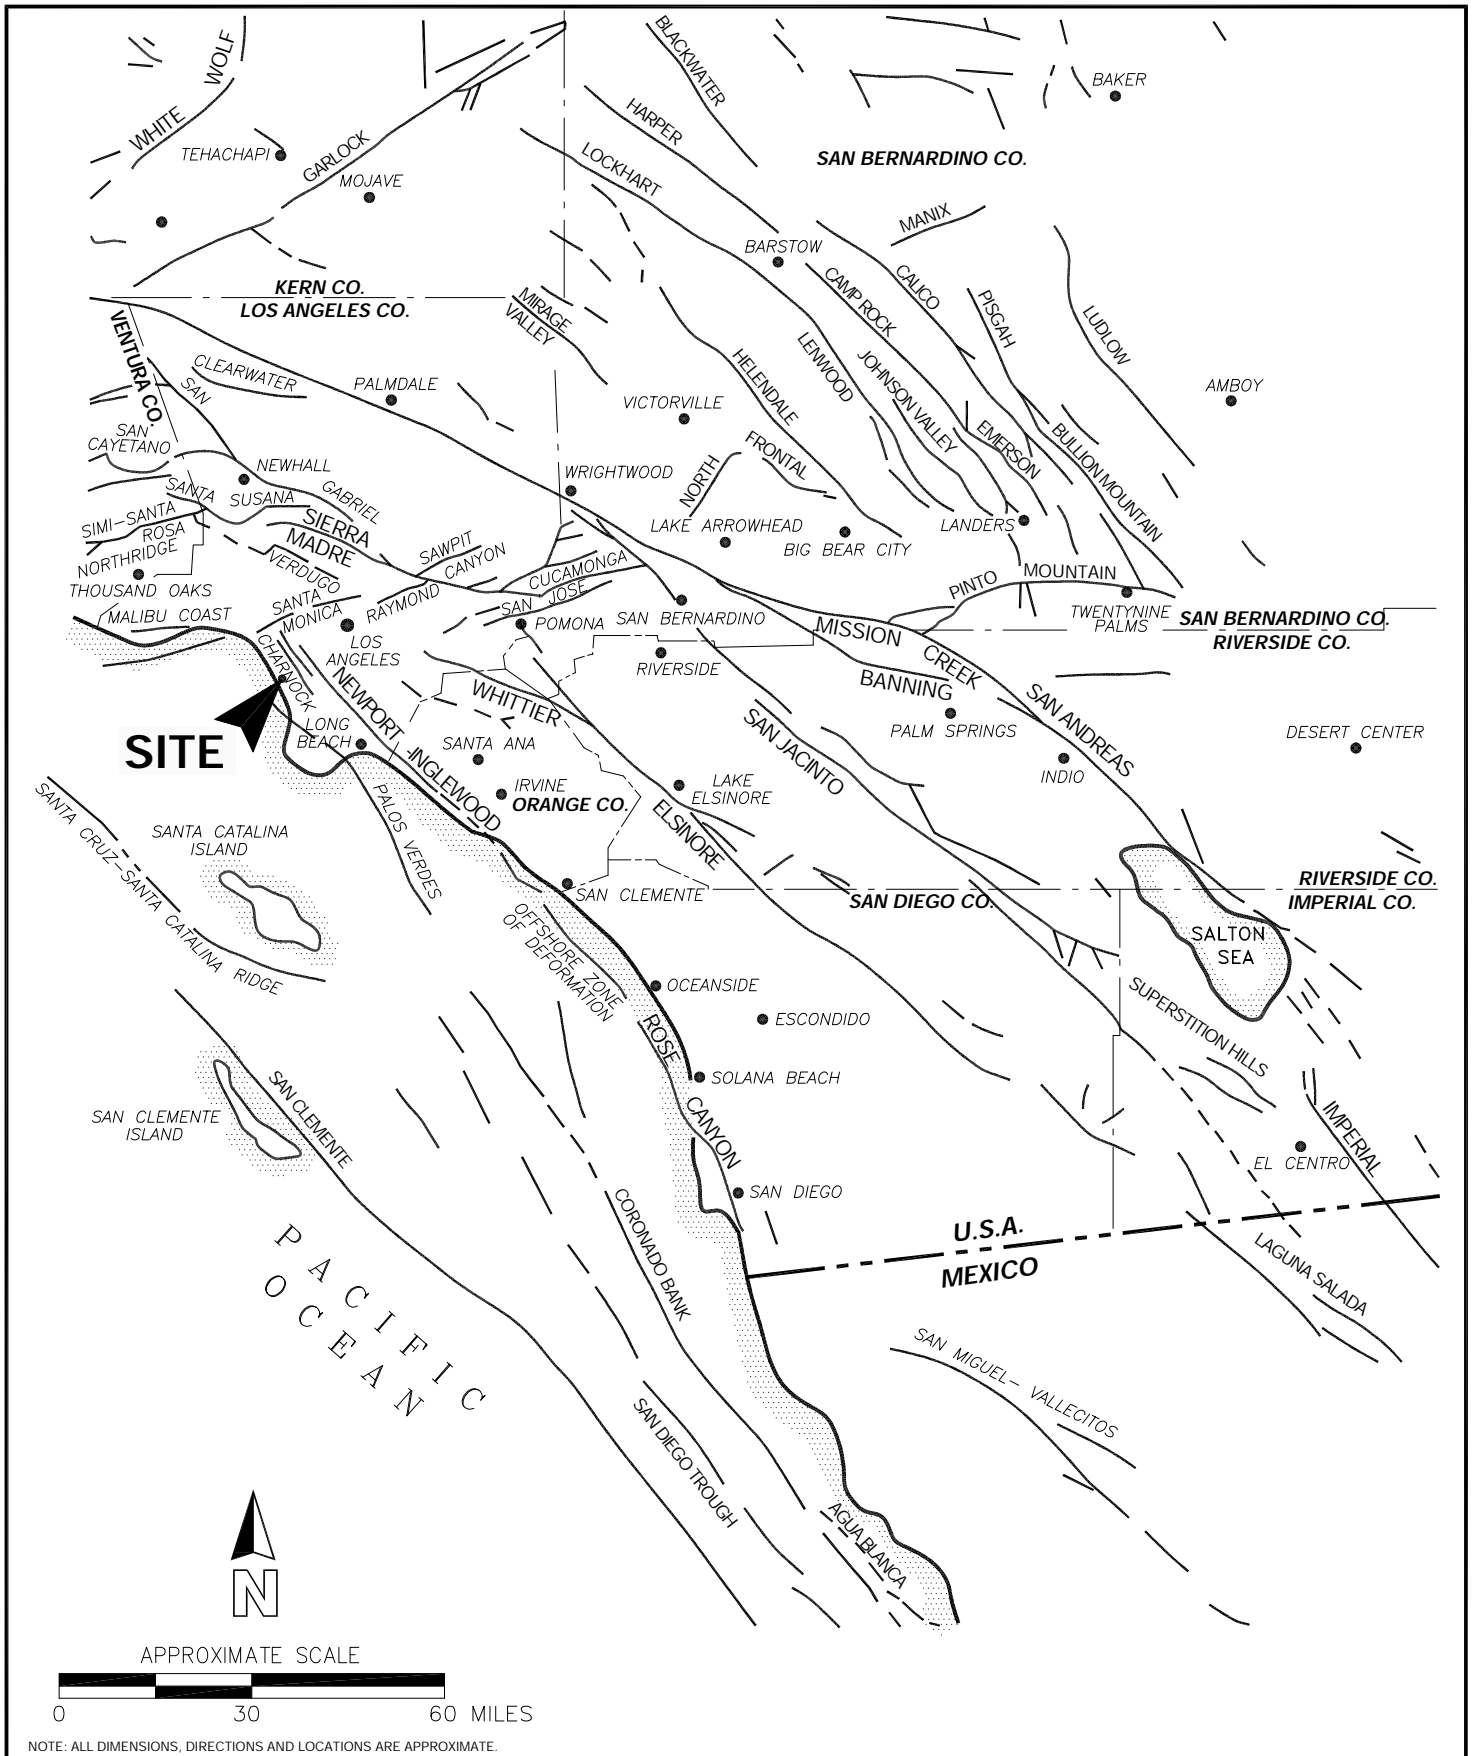 WHITE
WOLF
BLACKWATER
BAKER
HARPER
TEHACHAPI
GARLOCK
MOJAVE
LOCKHART
SAN BERNARDINO CO.
MANIX
BARSTOW
KERN CO.
LOS ANGELES CO.
MIRAGE
VALLEY
CAMP ROCK
CALICO
PISGAH
LUDLOW
VENTURA CO.
CLEARWATER
SAN
PALMDALE
VICTORVILLE
HELENDALE
LENWOOD
JOHNSON VALLEY
AMBOY
SAN
CAYETANO
NEWHALL
GABRIEL
WRIGHTWOOD
NORTH
FRONTAL
EMERSON
BULLION MOUNTAIN
SANTA
SUSANA
SIMI-SANTA
ROSA
NORTHRIDGE
SIERRA
MADRE
SAWPIT
CANYON
LAKE ARROWHEAD
BIG BEAR CITY
LANDERS
THOUSAND OAKS
VERDUGO
CUCAMONGA
PINTO
MOUNTAIN
MALIBU COAST
SANTA
MONICA
RAYMOND
SAN JOSE
POMONA
SAN BERNARDINO
TWENTYNINE
PALMS
SAN BERNARDINO CO.
RIVERSIDE CO.
CHARNOCK
LOS
ANGELES
RIVERSIDE
MISSION
CREEK
BANNING
NEWPORT
WHITTIER
SAN JACINTO
SAN ANDREAS
SITE
LONG
BEACH
SANTA ANA
PALM SPRINGS
INDIO
DESERT CENTER
INGLEWOOD
IRVINE
ORANGE CO.
LAKE
ELSINORE
ELSINORE
PALOS VERDES
SANTA CRUZ-SANTA CATALINA RIDGE
SANTA CATALINA
ISLAND
SAN CLEMENTE
SAN DIEGO CO.
RIVERSIDE CO.
IMPERIAL CO.
OFFSHORE ZONE
OF DEFORMATION
SALTON
SEA
OCEANSIDE
ESCONDIDO
SUPERSTITION HILLS
ROSE
CANYON
SOLANA BEACH
SAN CLEMENTE
SAN CLEMENTE
ISLAND
IMPERIAL
EL CENTRO
SAN DIEGO
CORONADO BANK
U.S.A.
MEXICO
LAGUNA SALADA
PACIFIC
OCEAN
SAN MIGUEL- VALLECITOS
SAN DIEGO TROUGH
AGUA BLANCA
N
APPROXIMATE SCALE
0 30 60 MILES
NOTE: ALL DIMENSIONS, DIRECTIONS AND LOCATIONS ARE APPROXIMATE.